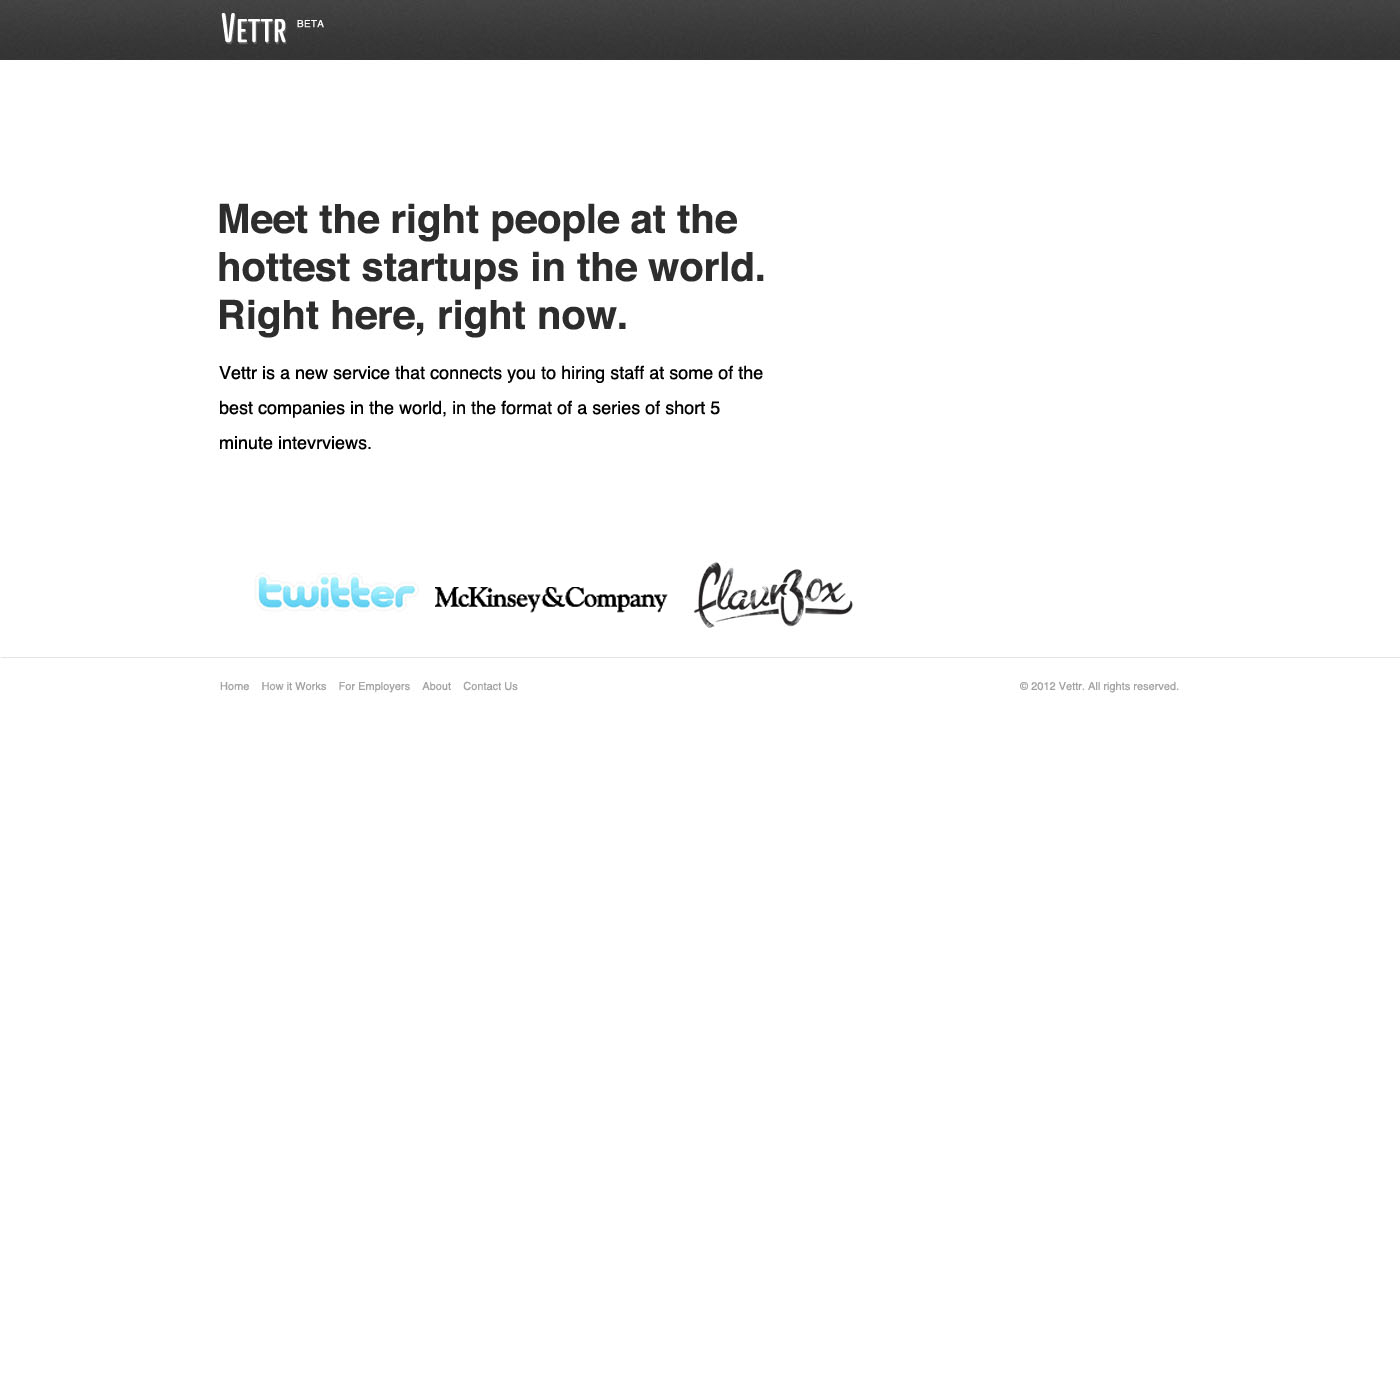 VETTR BETA
Meet the right people at the
hottest startups in the world.
Right here, right now.
Vettr is a new service that connects you to hiring staff at some of the
best companies in the world, in the format of a series of short 5
minute intevrviews.
twitter McKinsey&Company FlavrBox
Home How it Works For Employers About Contact Us © 2012 Vettr. All rights reserved.